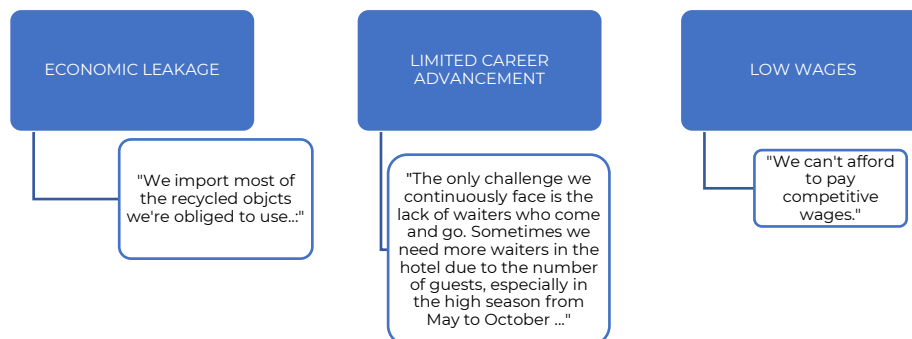 ECONOMIC LEAKAGE
"We import most of
the recycled objcts
we're obliged to use..:"
LIMITED CAREER
ADVANCEMENT
"The only challenge we
continuously face is the
lack of waiters who come
and go. Sometimes we
need more waiters in the
hotel due to the number
of guests, especially in
the high season from
May to October ..."
LOW WAGES
"We can't afford
to pay
competitive
wages."